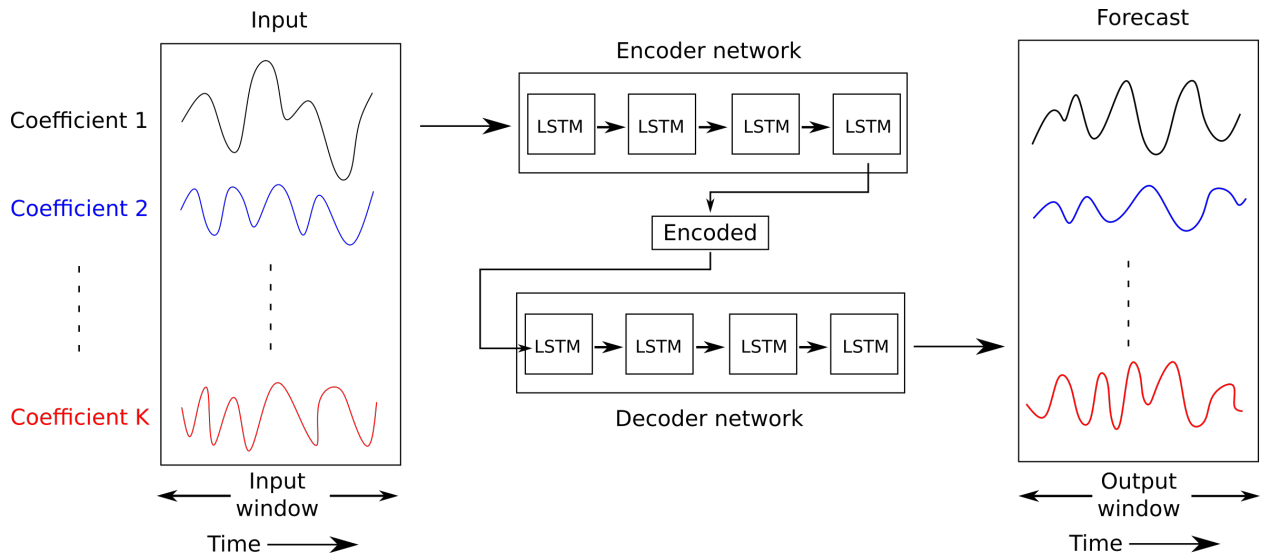 Input
Forecast
Encoder network
Coefficient 1
LSTM LSTM LSTM LSTM
Coefficient 2
Encoded
LSTM LSTM LSTM LSTM
Coefficient K
Decoder network
Input
window
Output
window
Time
Time